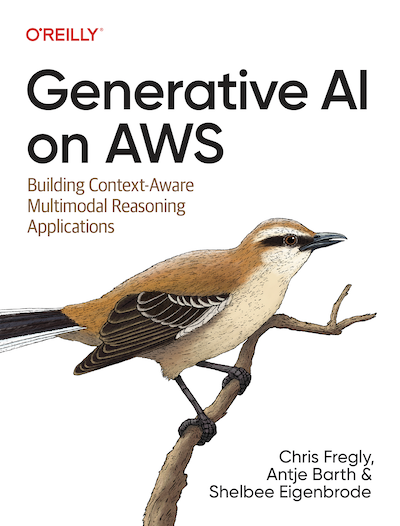 O'REILLY®
Generative AI
on AWS
Building Context-Aware
Multimodal Reasoning
Applications
Chris Fregly,
Antje Barth &
Shelbee Eigenbrode